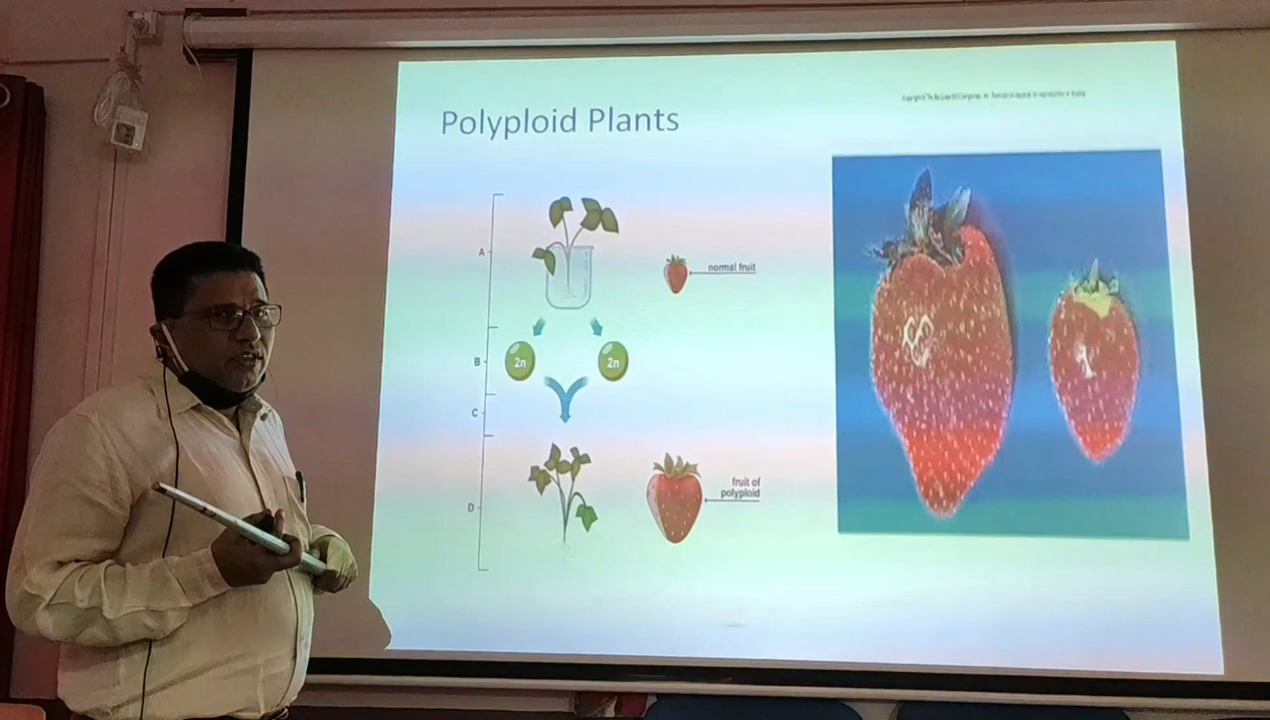 Polyploid Plants
A
normal fruit
B
2n
2n
C
D
fruit of
polyploid